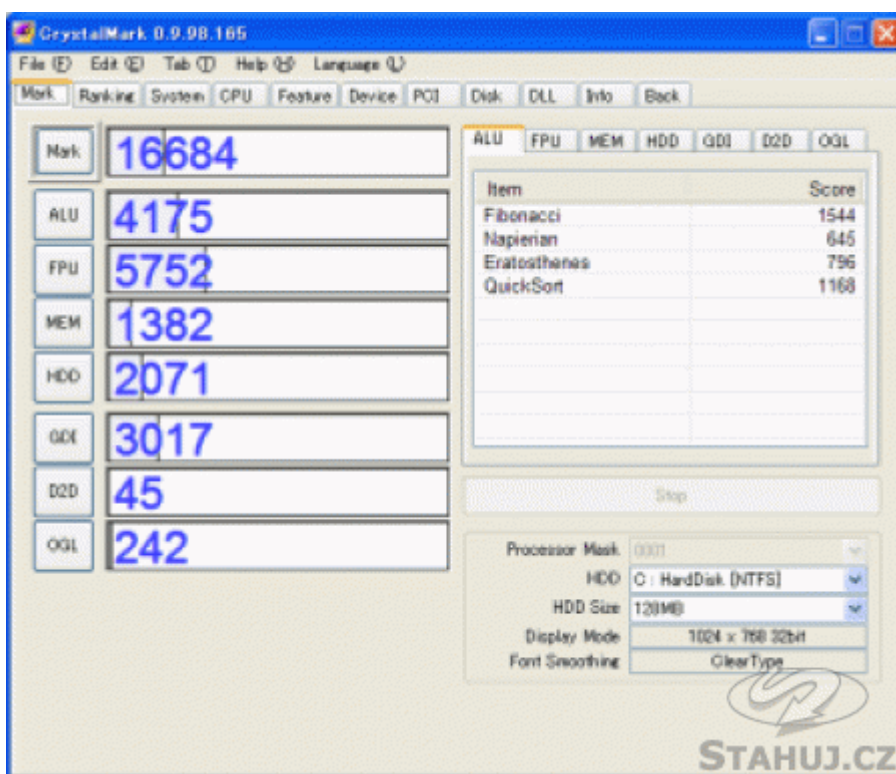 CrystalMark 0.9.98.165
File (F) Edit (E) Tab (T) Help (H) Language (L)
Mark Ranking System CPU Feature Device PCI Disk DLL Info Back
Mark 16684
ALU 4175
FPU 5752
MEM 1382
HDD 2071
GDI 3017
D2D 45
OGL 242
ALU FPU MEM HDD GDI D2D OGL
Item Score
Fibonacci 1544
Napierian 645
Eratosthenes 796
QuickSort 1168
Stop
Processor Mask 0001
HDD C : HardDisk [NTFS]
HDD Size 128MB
Display Mode 1024 x 768 32bit
Font Smoothing ClearType
STAHUJ.CZ